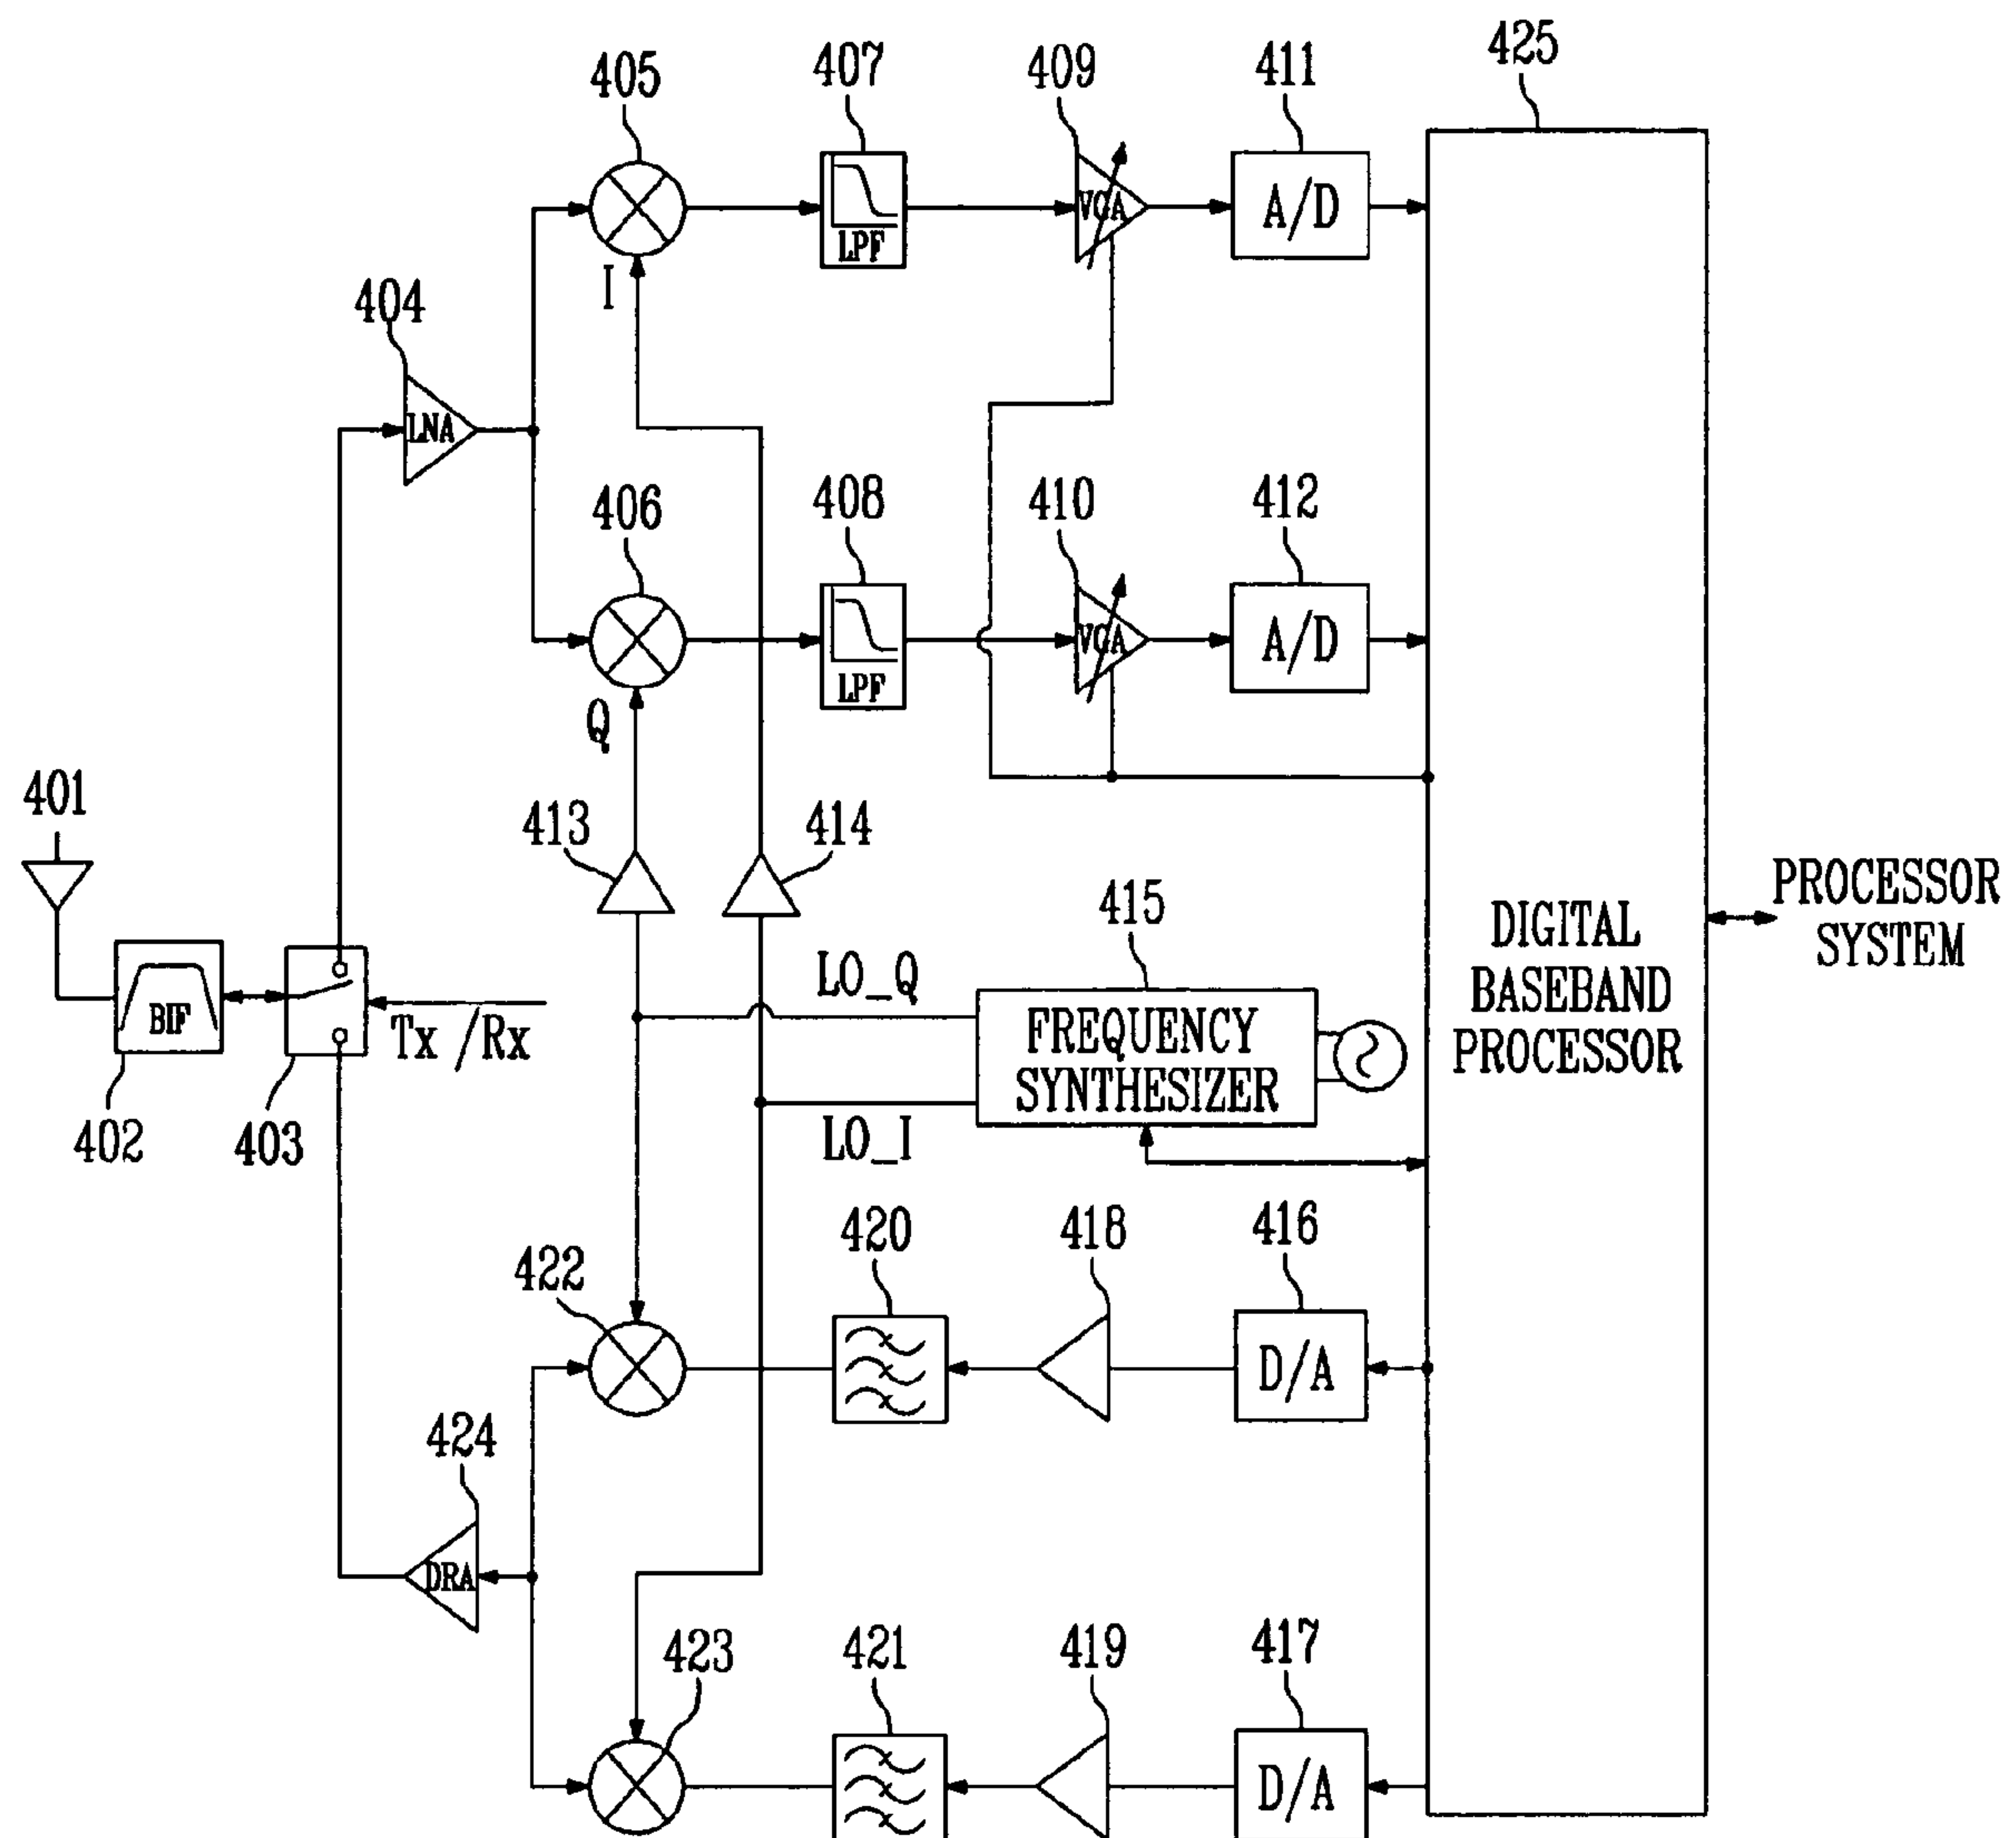 425
405
407
409
411
LPF
VGA
A/D
I
404
LNA
406
408
410
412
LPF
VGA
A/D
Q
401
413
414
415
PROCESSOR
SYSTEM
DIGITAL
BASEBAND
PROCESSOR
LO_Q
FREQUENCY
SYNTHESIZER
BIF
Tx /Rx
402
403
LO_I
420
418
416
422
D/A
424
DRA
423
421
419
417
D/A